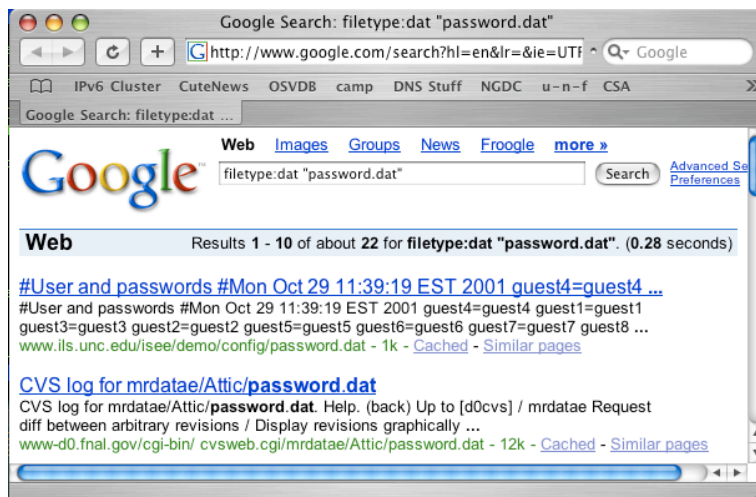 Google Search: filetype:dat "password.dat"
http://www.google.com/search?hl=en&lr=&ie=UTF
Google
IPv6 Cluster CuteNews OSVDB camp DNS Stuff NGDC u-n-f CSA
Google Search: filetype:dat ...
Web Images Groups News Froogle more »
Google
filetype:dat "password.dat"
Search
Advanced Se
Preferences
Web Results 1 - 10 of about 22 for filetype:dat "password.dat". (0.28 seconds)
#User and passwords #Mon Oct 29 11:39:19 EST 2001 guest4=guest4 ...
#User and passwords #Mon Oct 29 11:39:19 EST 2001 guest4=guest4 guest1=guest1
guest3=guest3 guest2=guest2 guest5=guest5 guest6=guest6 guest7=guest7 guest8 ...
www.ils.unc.edu/isee/demo/config/password.dat - 1k - Cached - Similar pages
CVS log for mrdatae/Attic/password.dat
CVS log for mrdatae/Attic/password.dat. Help. (back) Up to [d0cvs] / mrdatae Request
diff between arbitrary revisions / Display revisions graphically ...
www-d0.fnal.gov/cgi-bin/ cvsweb.cgi/mrdatae/Attic/password.dat - 12k - Cached - Similar pages